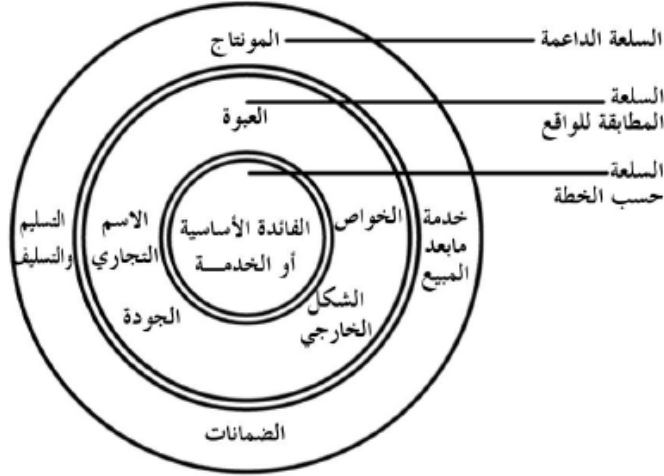 المونتاج
السلعة الداعمة
السلعة
المطابقة للواقع
العبوة
السلعة
حسب الخطة
الخواص
خدمة
مابعد
المبيع
الفائدة الأساسية
أو الخدمـــة
الاسم
التجاري
التسليم
والتسليف
الشكل
الخارجي
الجودة
الضمانات